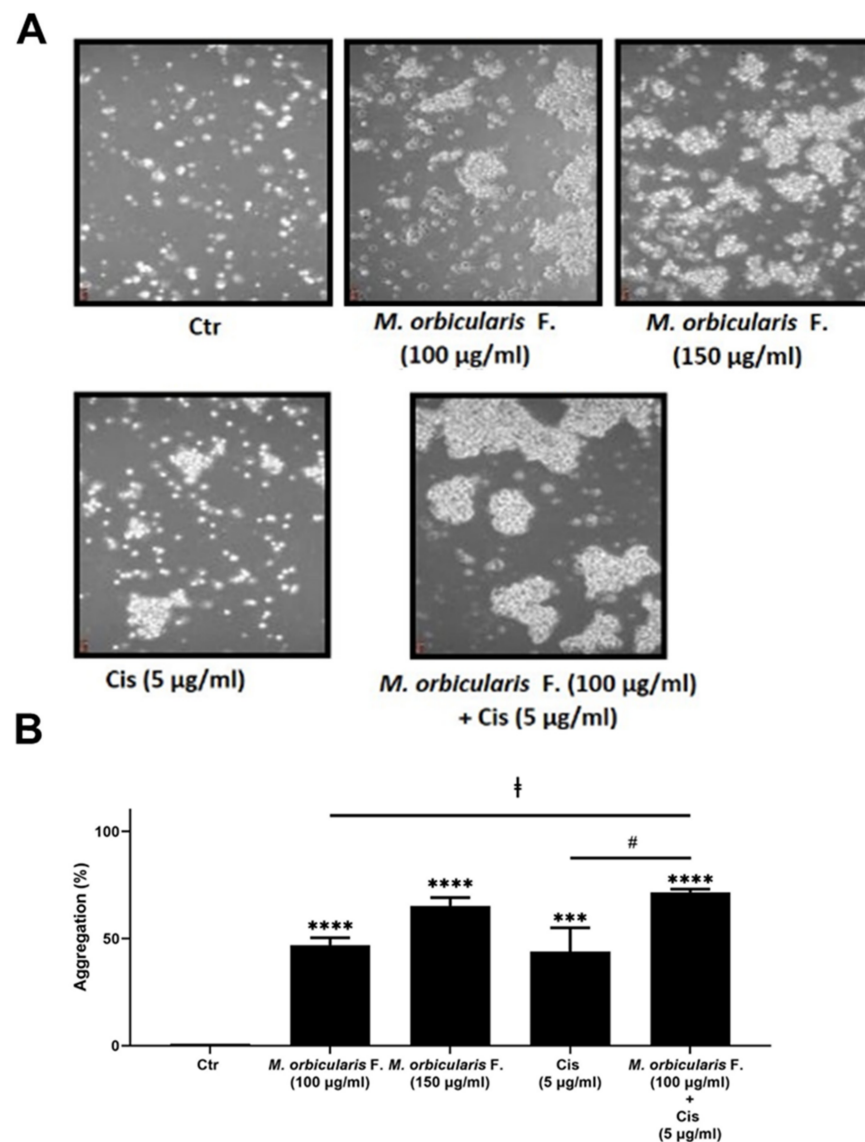 A
Ctr
M. orbicularis F.
(100 µg/ml)
M. orbicularis F.
(150 µg/ml)
Cis (5 µg/ml)
M. orbicularis F. (100 µg/ml)
+ Cis (5 µg/ml)
B
ǂ
#
****
****
***
****
Aggregation (%)
100
50
0
Ctr
M. orbicularis F.
(100 µg/ml)
M. orbicularis F.
(150 µg/ml)
Cis
(5 µg/ml)
M. orbicularis F.
(100 µg/ml)
+
Cis
(5 µg/ml)